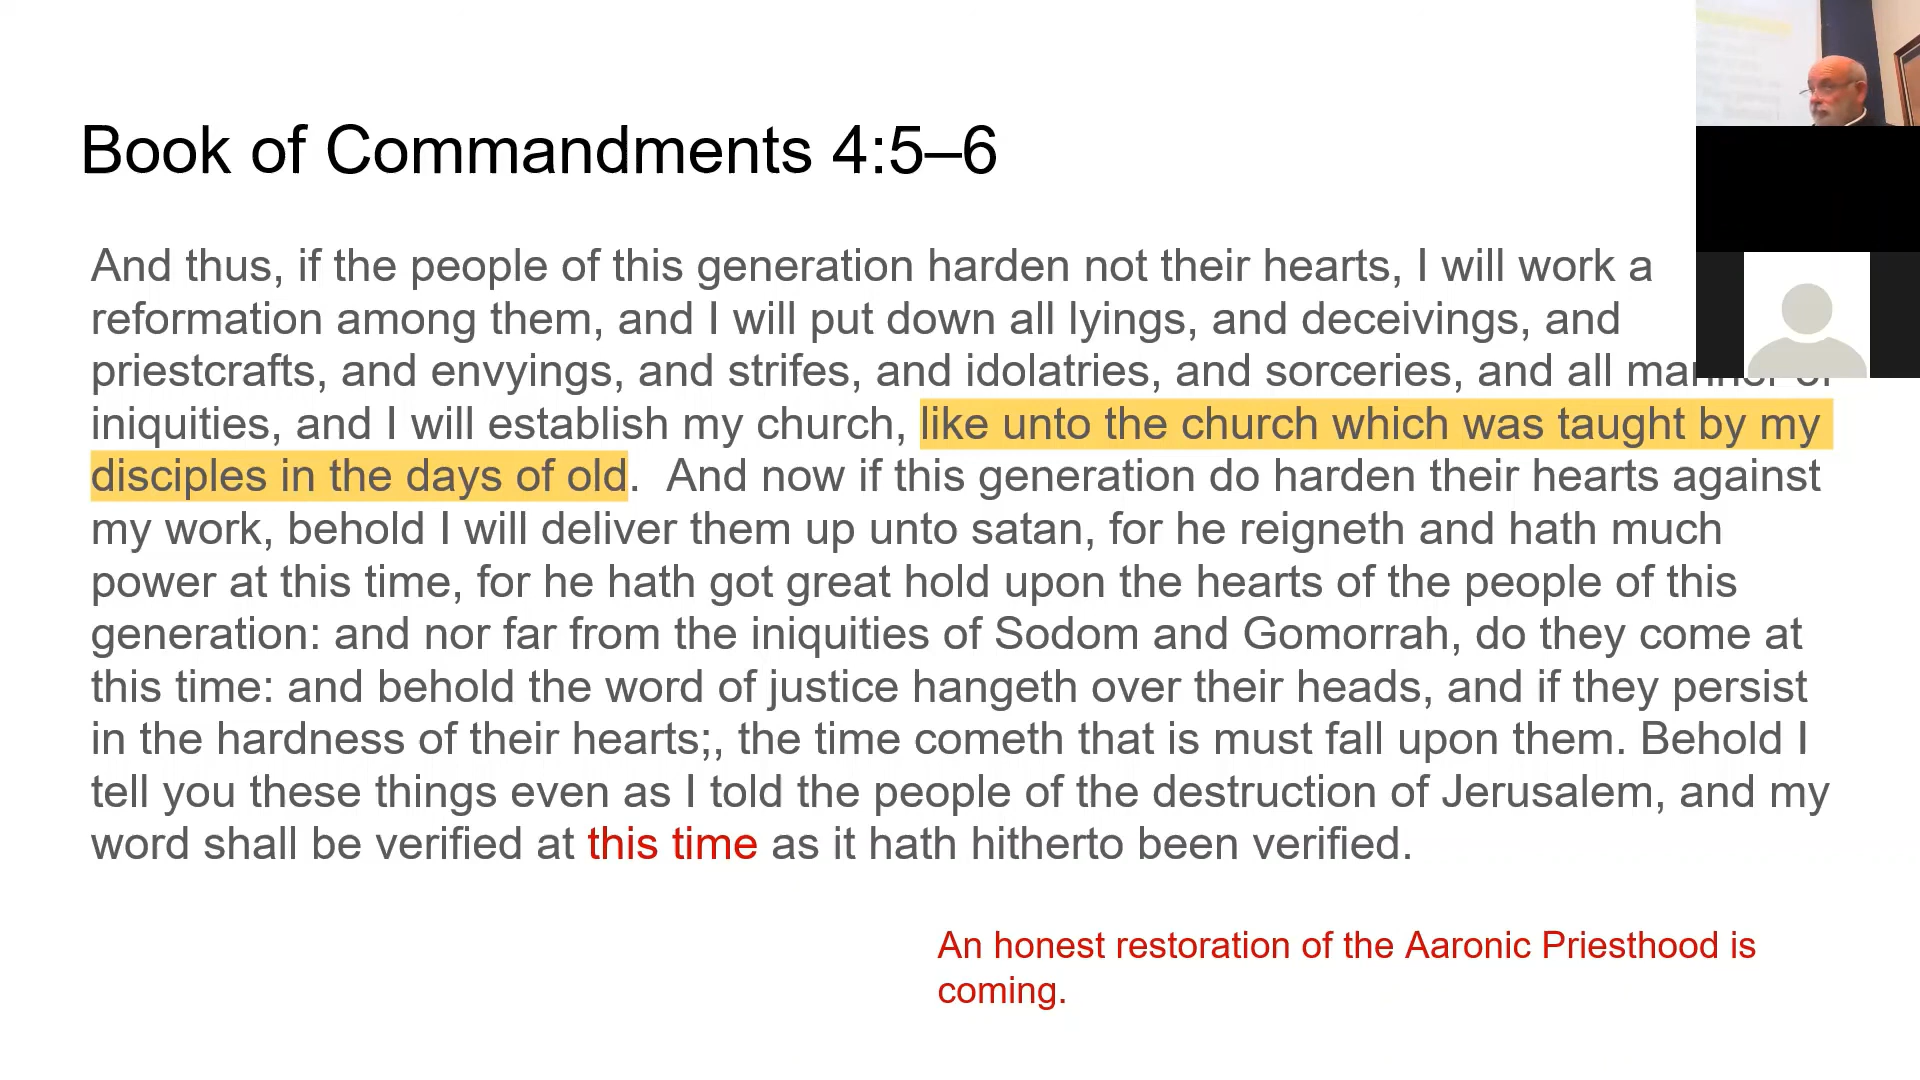 Book of Commandments 4:5–6
And thus, if the people of this generation harden not their hearts, I will work a
reformation among them, and I will put down all lyings, and deceivings, and
priestcrafts, and envyings, and strifes, and idolatries, and sorceries, and all manner of
iniquities, and I will establish my church, like unto the church which was taught by my
disciples in the days of old.  And now if this generation do harden their hearts against
my work, behold I will deliver them up unto satan, for he reigneth and hath much
power at this time, for he hath got great hold upon the hearts of the people of this
generation: and nor far from the iniquities of Sodom and Gomorrah, do they come at
this time: and behold the word of justice hangeth over their heads, and if they persist
in the hardness of their hearts;, the time cometh that is must fall upon them. Behold I
tell you these things even as I told the people of the destruction of Jerusalem, and my
word shall be verified at this time as it hath hitherto been verified.
An honest restoration of the Aaronic Priesthood is
coming.